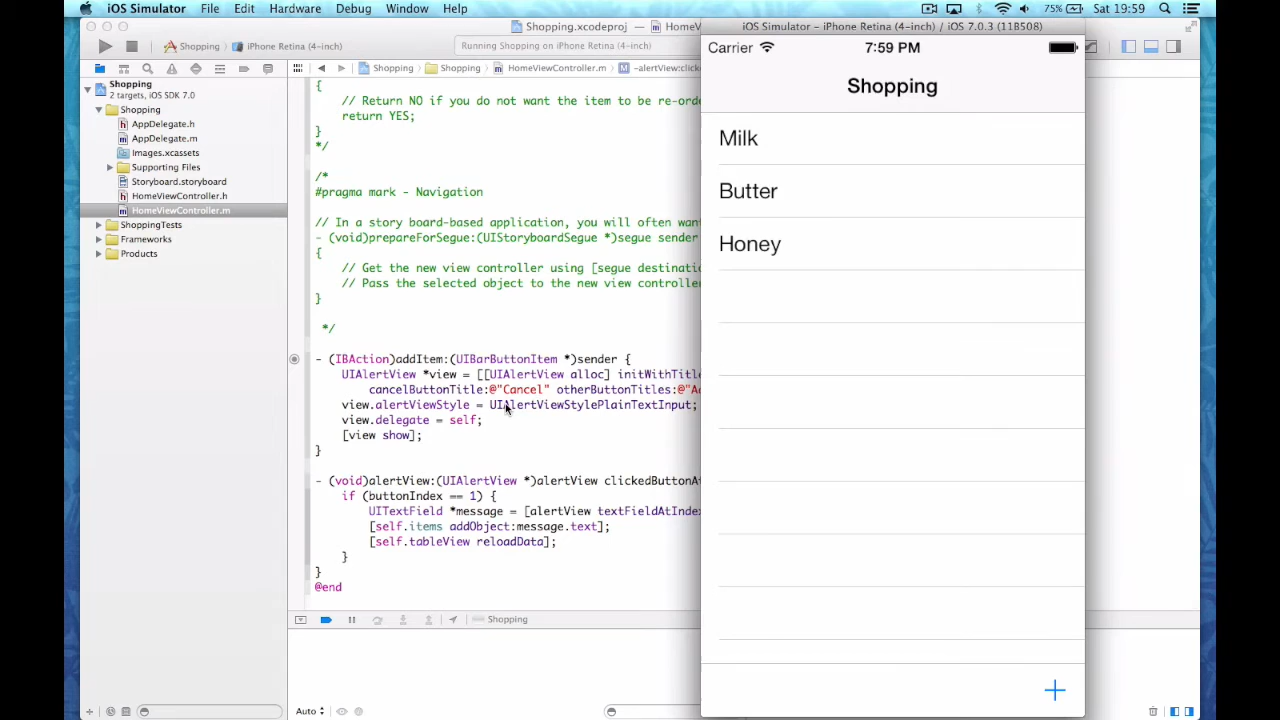 iOS Simulator File Edit Hardware Debug Window Help 75% Sat 19:59
Shopping.xcodeproj — HomeV
iOS Simulator - iPhone Retina (4-inch) / iOS 7.0.3 (11B508)
Shopping iPhone Retina (4-inch)
Running Shopping on iPhone Retina (4-inch)
Shopping Shopping HomeViewController.m -alertView:clicke
Shopping
2 targets, iOS SDK 7.0
Shopping
AppDelegate.h
AppDelegate.m
Images.xcassets
Supporting Files
Storyboard.storyboard
HomeViewController.h
HomeViewController.m
ShoppingTests
Frameworks
Products
{
// Return NO if you do not want the item to be re-ord
return YES;
}
*/
/*
#pragma mark - Navigation
// In a story board-based application, you will often want
- (void)prepareForSegue:(UIStoryboardSegue *)segue sender
{
// Get the new view controller using [segue destinati
// Pass the selected object to the new view controlle
}
*/
- (IBAction)addItem:(UIBarButtonItem *)sender {
UIAlertView *view = [[UIAlertView alloc] initWithTitl
cancelButtonTitle:@"Cancel" otherButtonTitles:@"A
view.alertViewStyle = UIAlertViewStylePlainTextInput;
view.delegate = self;
[view show];
}
- (void)alertView:(UIAlertView *)alertView clickedButtonA
if (buttonIndex == 1) {
UITextField *message = [alertView textFieldAtIndex
[self.items addObject:message.text];
[self.tableView reloadData];
}
}
@end
Shopping
Auto
Carrier 7:59 PM
Shopping
Milk
Butter
Honey